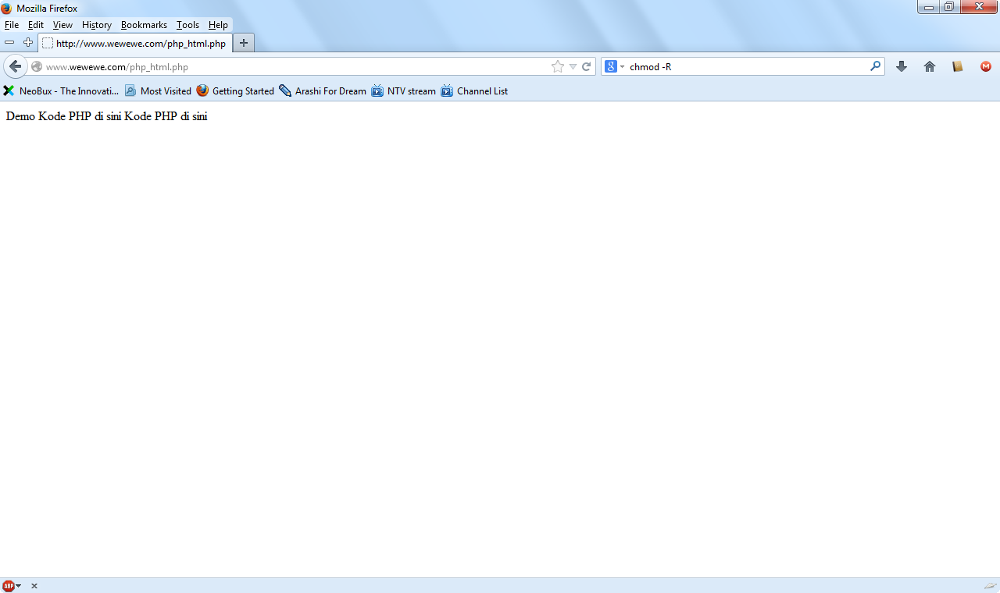 Mozilla Firefox
File Edit View History Bookmarks Tools Help
http://www.wewewe.com/php_html.php
www.wewewe.com/php_html.php
8 chmod -R
M
NeoBux - The Innovati... Most Visited Getting Started Arashi For Dream NTV stream Channel List
Demo Kode PHP di sini Kode PHP di sini
ABP